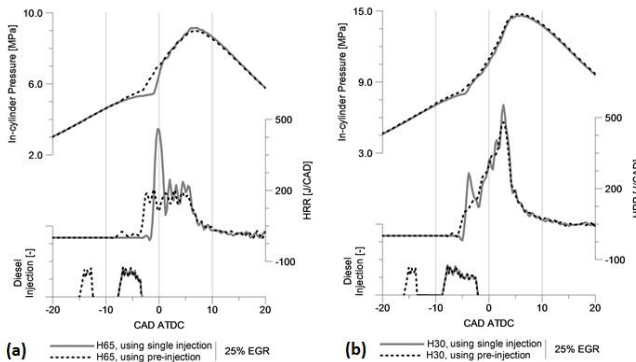 10.0
6.0
2.0
In-cylinder Pressure [MPa]
500
200
-100
HRR [J/CAD]
Diesel
Injection [-]
-20
-10
0
10
20
CAD ATDC
(a)
H65, using single injection
H65, using pre-injection
25% EGR
15.0
9.0
3.0
In-cylinder Pressure [MPa]
500
200
-100
HRR [J/CAD]
Diesel
Injection [-]
-20
-10
0
10
20
CAD ATDC
(b)
H30, using single injection
H30, using pre-injection
25% EGR